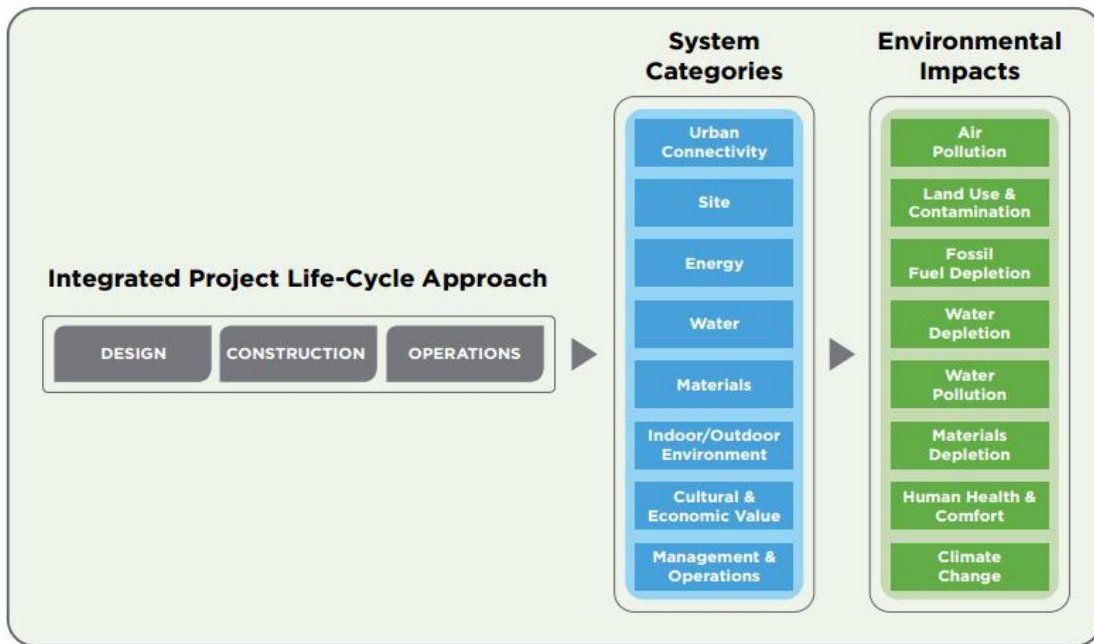 System
Categories
Environmental
Impacts
Integrated Project Life-Cycle Approach
DESIGN
CONSTRUCTION
OPERATIONS
Urban
Connectivity
Site
Energy
Water
Materials
Indoor/Outdoor
Environment
Cultural &
Economic Value
Management &
Operations
Air
Pollution
Land Use &
Contamination
Fossil
Fuel Depletion
Water
Depletion
Water
Pollution
Materials
Depletion
Human Health &
Comfort
Climate
Change